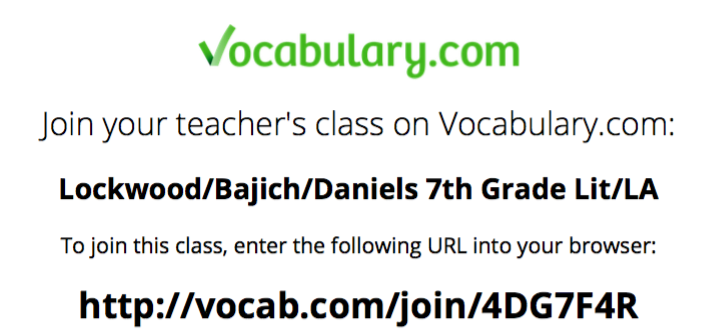 Vocabulary.com
Join your teacher's class on Vocabulary.com:
Lockwood/Bajich/Daniels 7th Grade Lit/LA
To join this class, enter the following URL into your browser:
http://vocab.com/join/4DG7F4R